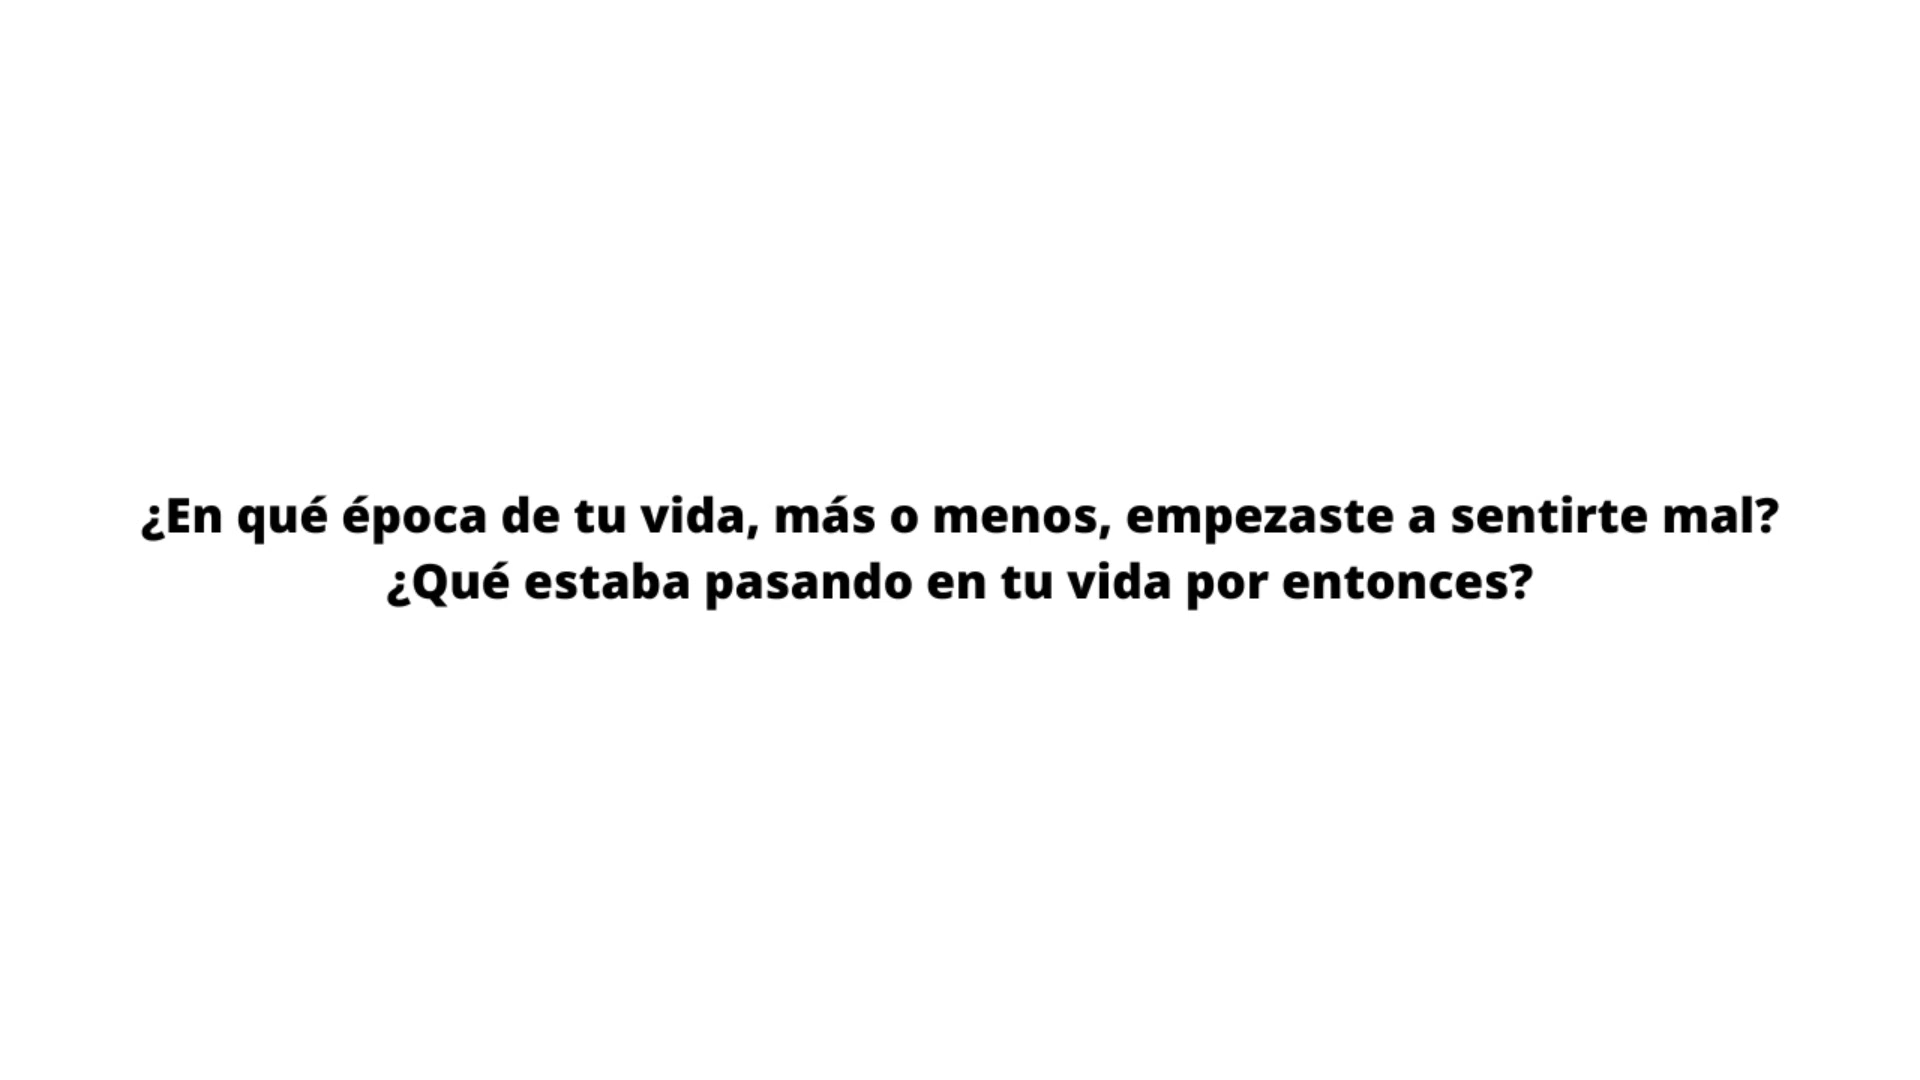 ¿En qué época de tu vida, más o menos, empezaste a sentirte mal?
¿Qué estaba pasando en tu vida por entonces?